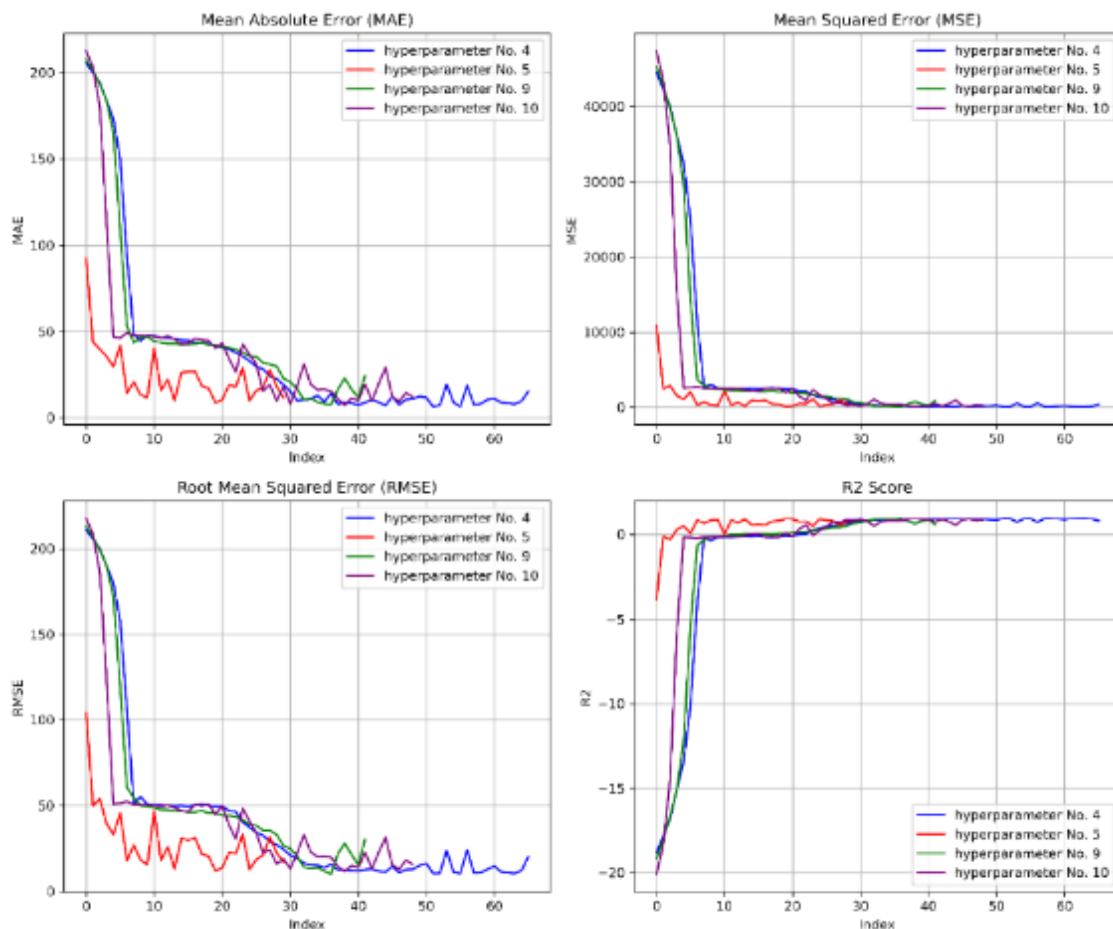 Mean Absolute Error (MAE)
hyperparameter No. 4
hyperparameter No. 5
hyperparameter No. 9
hyperparameter No. 10
200
150
100
50
0
MAE
0 10 20 30 40 50 60
Index
Mean Squared Error (MSE)
hyperparameter No. 4
hyperparameter No. 5
hyperparameter No. 9
hyperparameter No. 10
40000
30000
20000
10000
0
MSE
0 10 20 30 40 50 60
Index
Root Mean Squared Error (RMSE)
hyperparameter No. 4
hyperparameter No. 5
hyperparameter No. 9
hyperparameter No. 10
200
150
100
50
0
RMSE
0 10 20 30 40 50 60
Index
R2 Score
0
−5
−10
−15
−20
R2
hyperparameter No. 4
hyperparameter No. 5
hyperparameter No. 9
hyperparameter No. 10
0 10 20 30 40 50 60
Index